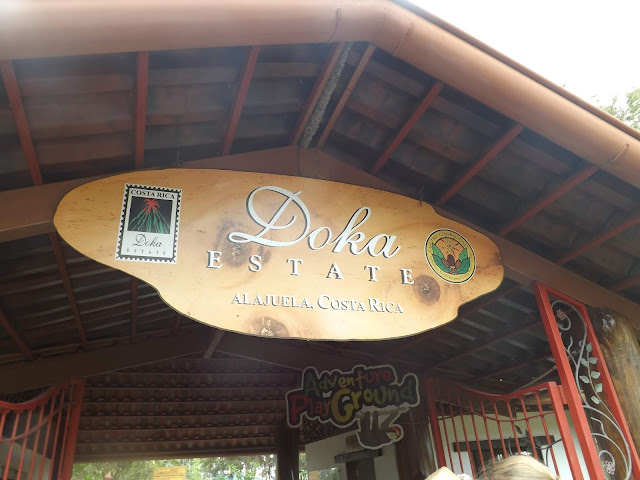 COSTA RICA
Doka
ESTATE
Doka
ESTATE
ALAJUELA, COSTA RICA
Adventure
PlayGround